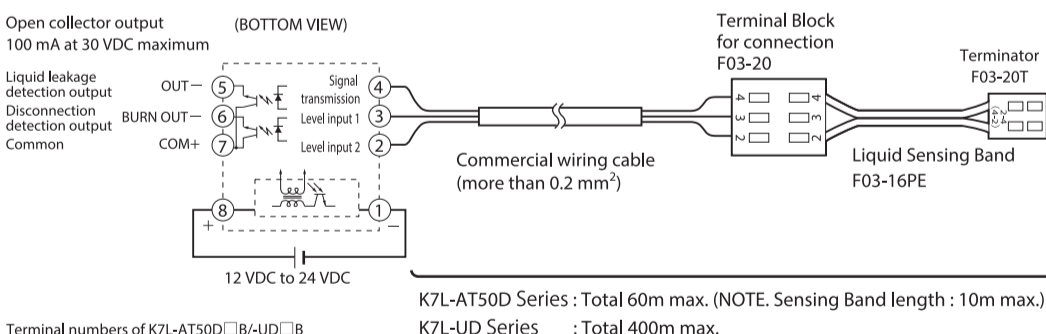 Open collector output
100 mA at 30 VDC maximum
(BOTTOM VIEW)
Liquid leakage
detection output
OUT−
5
Disconnection
detection output
BURN OUT−
6
Common
COM+
7
Signal
transmission
4
Level input 1
3
Level input 2
2
8
1
+
−
12 VDC to 24 VDC
Commercial wiring cable
(more than 0.2 mm²)
Terminal Block
for connection
F03-20
4
3
2
4
3
2
Terminator
F03-20T
2-4
(4-2)
Liquid Sensing Band
F03-16PE
K7L-AT50D Series : Total 60m max. (NOTE. Sensing Band length : 10m max.)
K7L-UD Series : Total 400m max.
Terminal numbers of K7L-AT50D□B/-UD□B